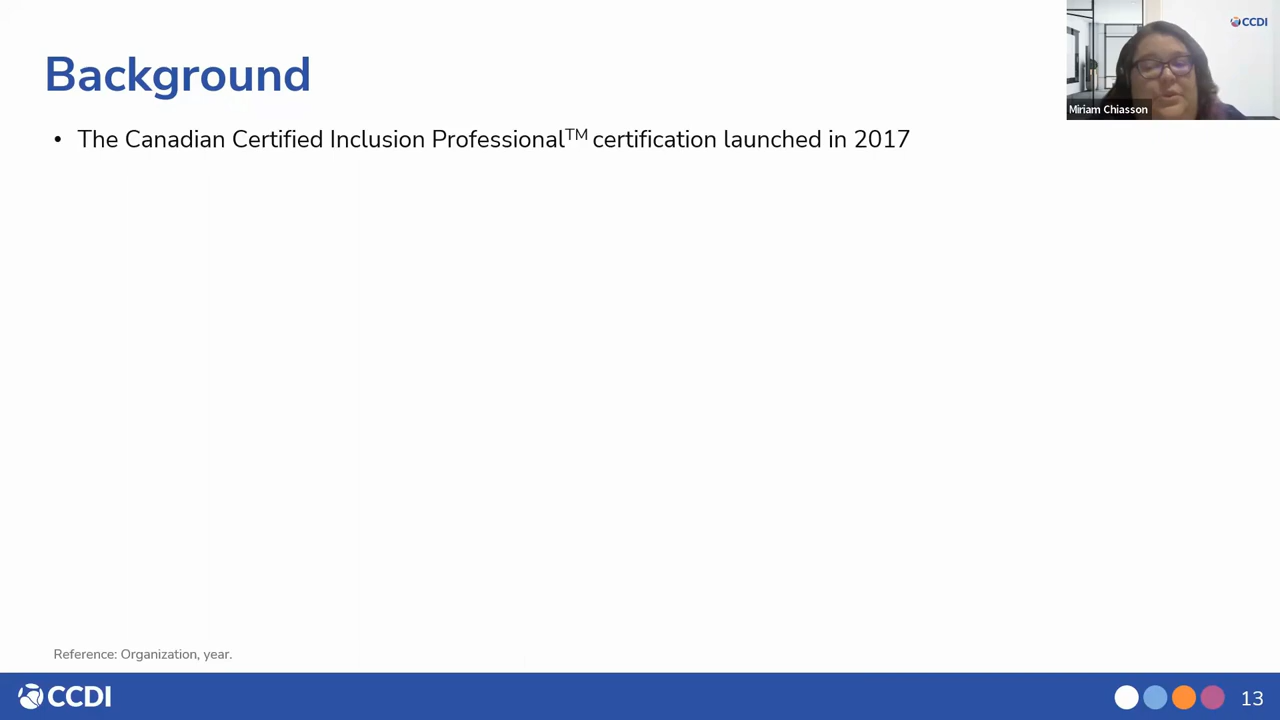 Background
• The Canadian Certified Inclusion Professional™ certification launched in 2017
CCDI
Miriam Chiasson
Reference: Organization, year.
CCDI
13